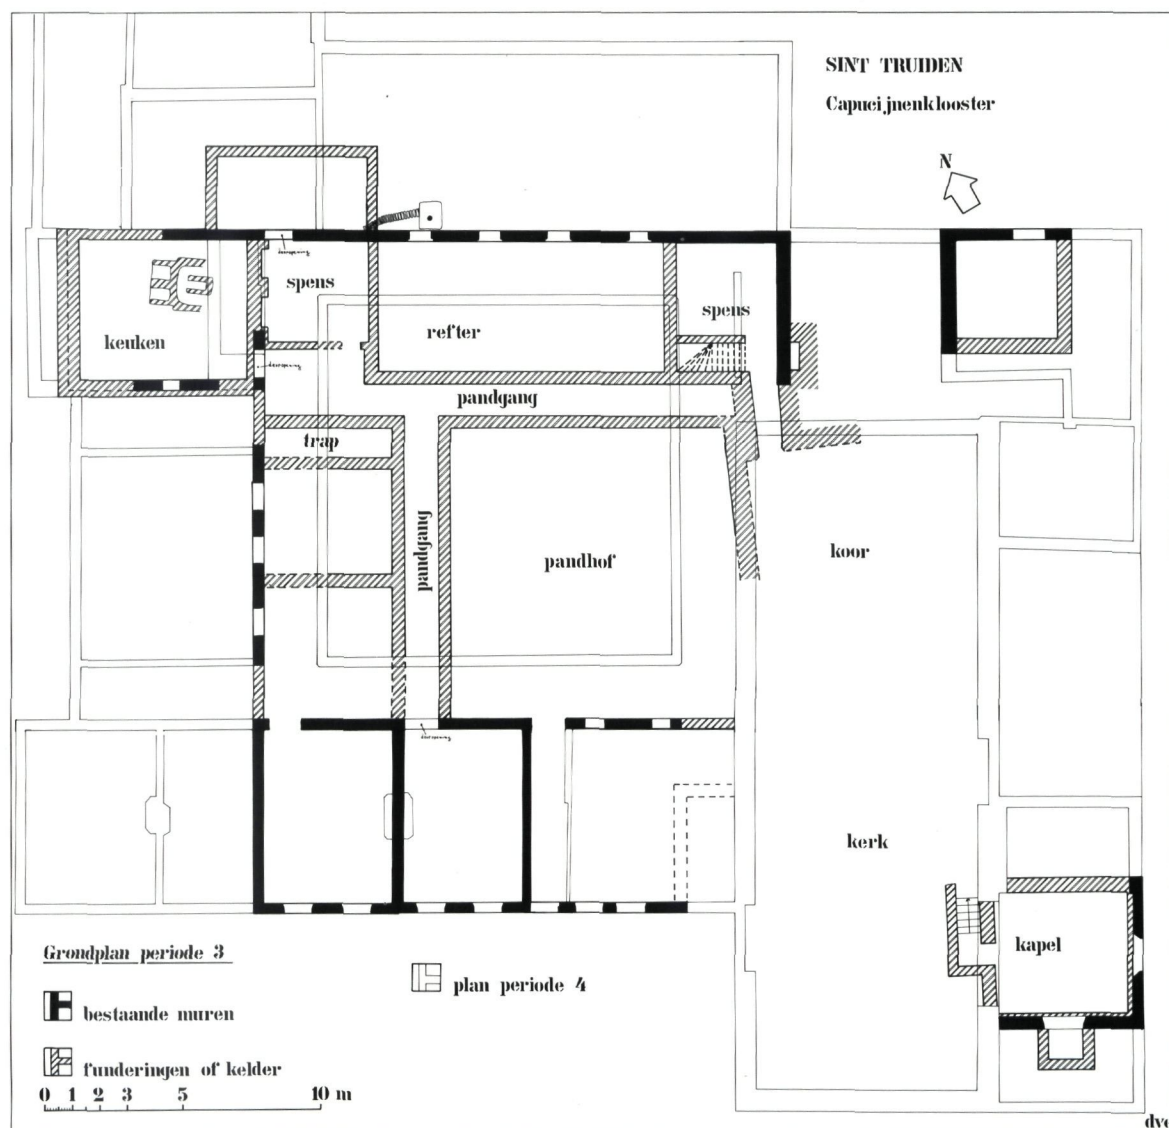 SINT TRUIDEN
Capucijnenklooster
N
spens
keuken
refter
spens
pandgang
trap
pandgang
pandhof
koor
kerk
kapel
Grondplan periode 3
bestaande muren
funderingen of kelder
plan periode 4
0 1 2 3 5 10 m